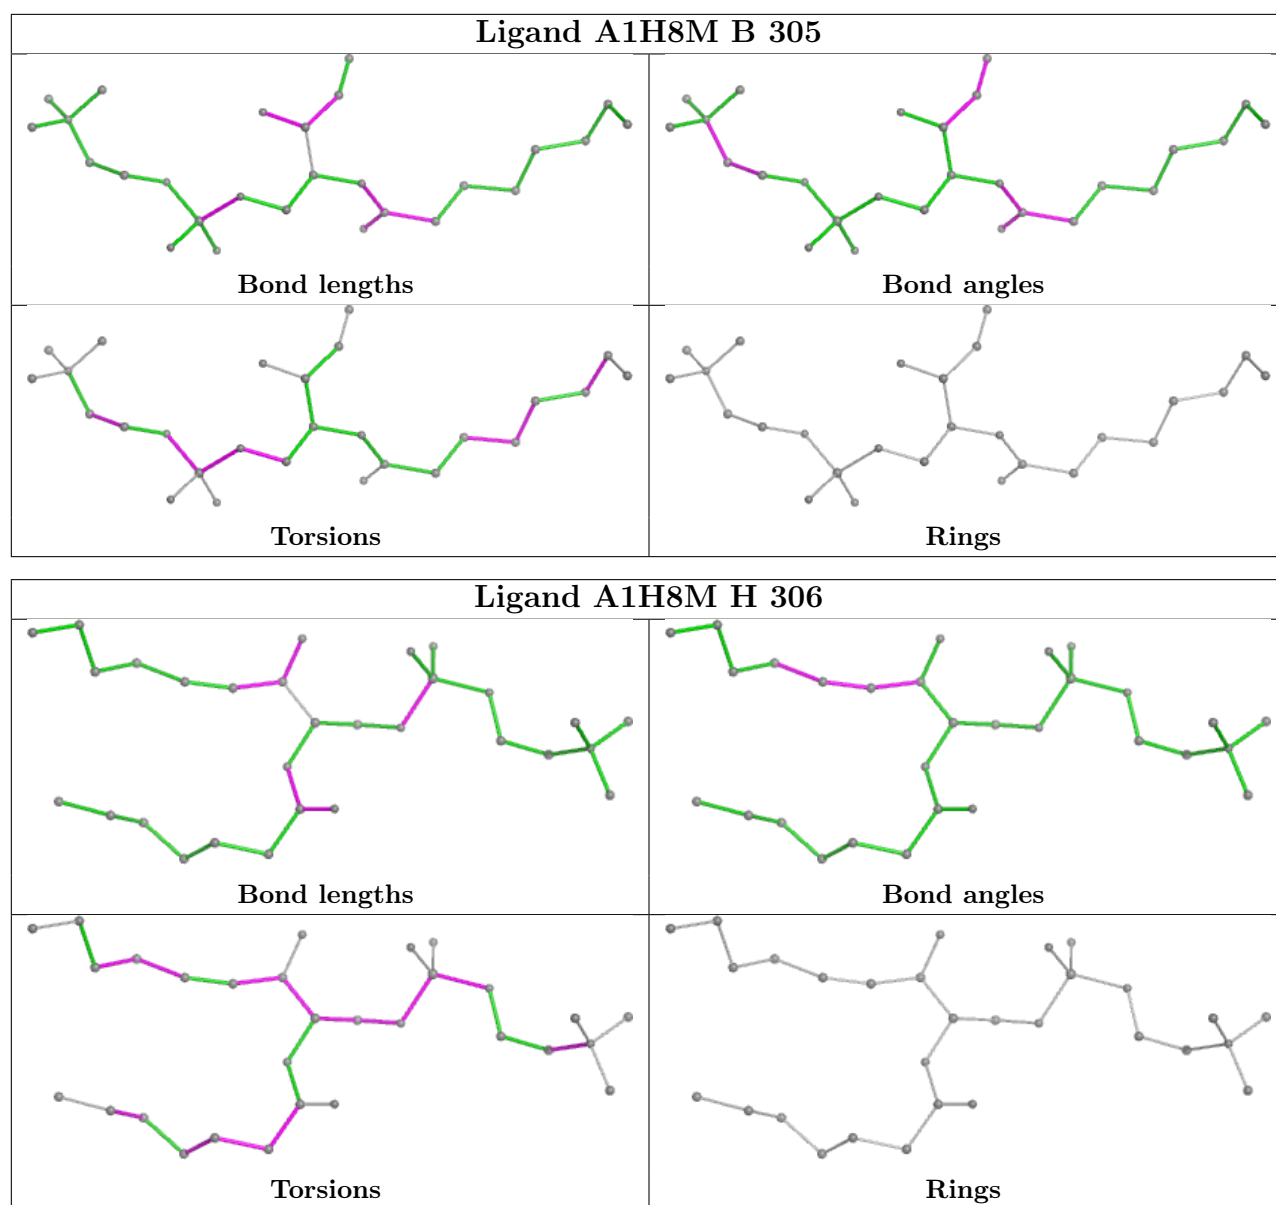 Ligand A1H8M B 305
Bond lengths
Bond angles
Torsions
Rings
Ligand A1H8M H 306
Bond lengths
Bond angles
Torsions
Rings